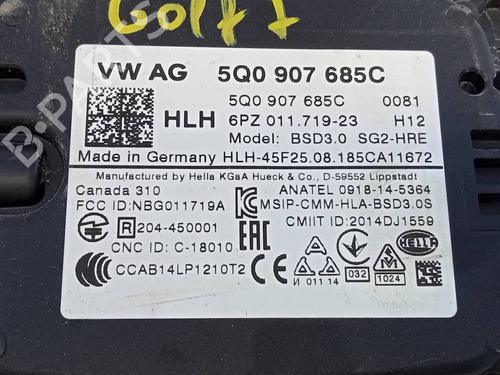 Golf 7
VW AG 5Q0 907 685C
5Q0 907 685C 0081
HLH 6PZ 011.719-23 H12
Model: BSD3.0 SG2-HRE
Made in Germany HLH-45F25.08.185CA11672
Manufactured by Hella KGaA Hueck & Co., D-59552 Lippstadt
Canada 310 ANATEL 0918-14-5364
FCC ID: NBG011719A MSIP-CMM-HLA-BSD3.0S
R 204-450001 EAC CMIIT ID: 2014DJ1559
CNC ID: C-18010 HELLA
CCAB14LP1210T2 CE И 011 14 032 1024
B-PARTS